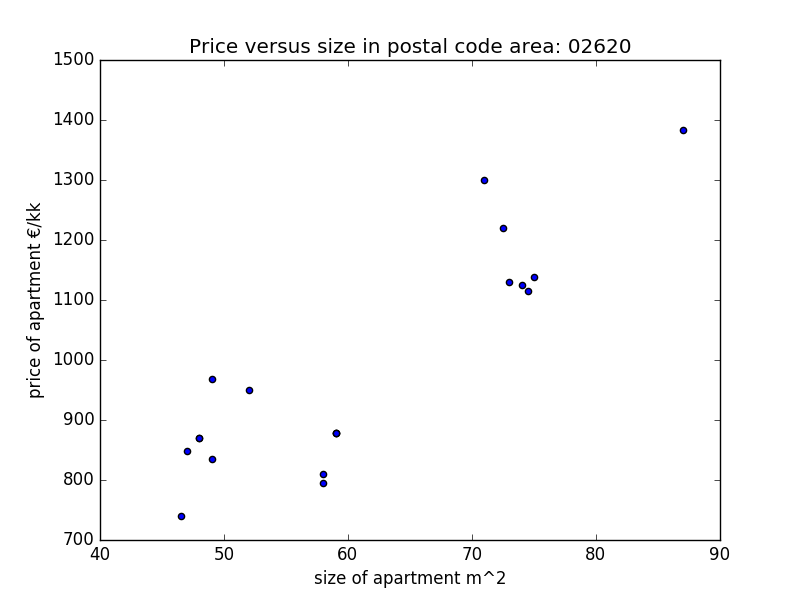 Price versus size in postal code area: 02620
1500
1400
1300
1200
1100
1000
900
800
700
price of apartment €/kk
40 50 60 70 80 90
size of apartment m^2